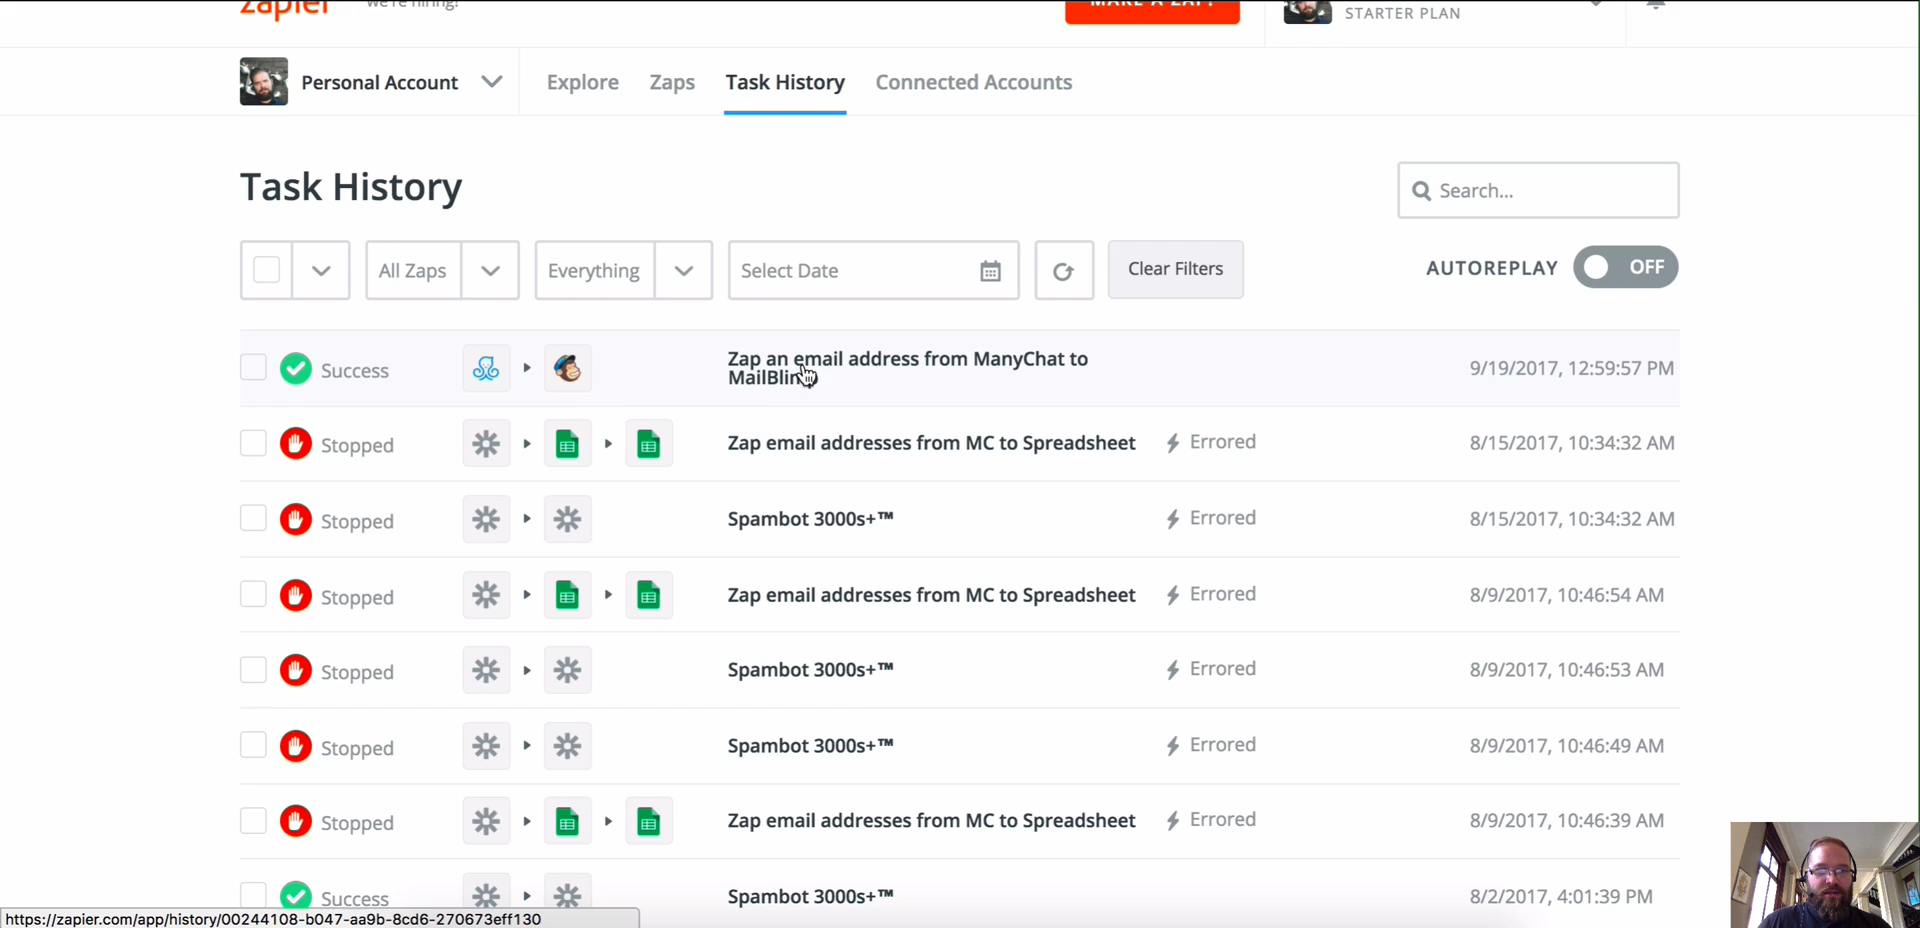 zapier
We're hiring!
MAKE A ZAP!
STARTER PLAN
Personal Account
Explore
Zaps
Task History
Connected Accounts
Task History
Search...
All Zaps
Everything
Select Date
Clear Filters
AUTOREPLAY
OFF
Success
Zap an email address from ManyChat to
MailBlin
9/19/2017, 12:59:57 PM
Stopped
Zap email addresses from MC to Spreadsheet
Errored
8/15/2017, 10:34:32 AM
Stopped
Spambot 3000s+™
Errored
8/15/2017, 10:34:32 AM
Stopped
Zap email addresses from MC to Spreadsheet
Errored
8/9/2017, 10:46:54 AM
Stopped
Spambot 3000s+™
Errored
8/9/2017, 10:46:53 AM
Stopped
Spambot 3000s+™
Errored
8/9/2017, 10:46:49 AM
Stopped
Zap email addresses from MC to Spreadsheet
Errored
8/9/2017, 10:46:39 AM
Success
Spambot 3000s+™
8/2/2017, 4:01:39 PM
https://zapier.com/app/history/00244108-b047-aa9b-8cd6-270673eff130